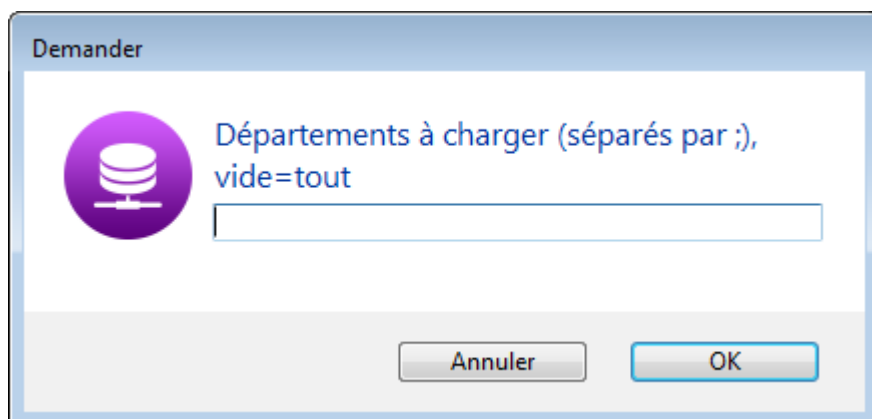 Demander
Départements à charger (séparés par ;),
vide=tout
Annuler
OK